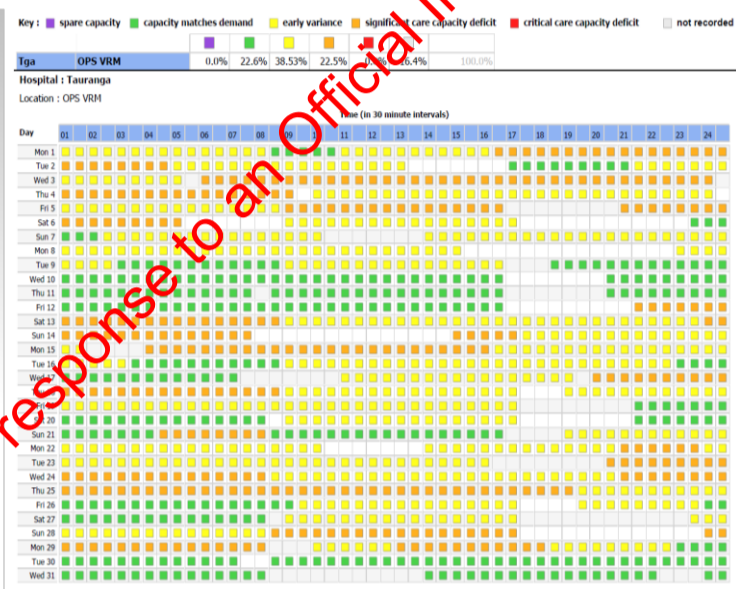 Key : spare capacity capacity matches demand early variance significant care capacity deficit critical care capacity deficit not recorded
Tga OPS VRM 0.0% 22.6% 38.53% 22.5% 100.0%
Hospital : Tauranga
Location : OPS VRM
(in 30 minute intervals)
Day 01 02 03 04 05 06 07 08 09 11 12 13 14 15 16 17 18 19 20 21 22 23 24
Mon 1
Tue 2
Wed 3
Thu 4
Fri 5
Sat 6
Sun 7
Mon 8
Tue 9
Wed 10
Thu 11
Fri 12
Sat 13
Sun 14
Mon 15
Tue 16
Wed 17
Sat 20
Sun 21
Mon 22
Tue 23
Wed 24
Thu 25
Fri 26
Sat 27
Sun 28
Mon 29
Tue 30
Wed 31
response to an Official